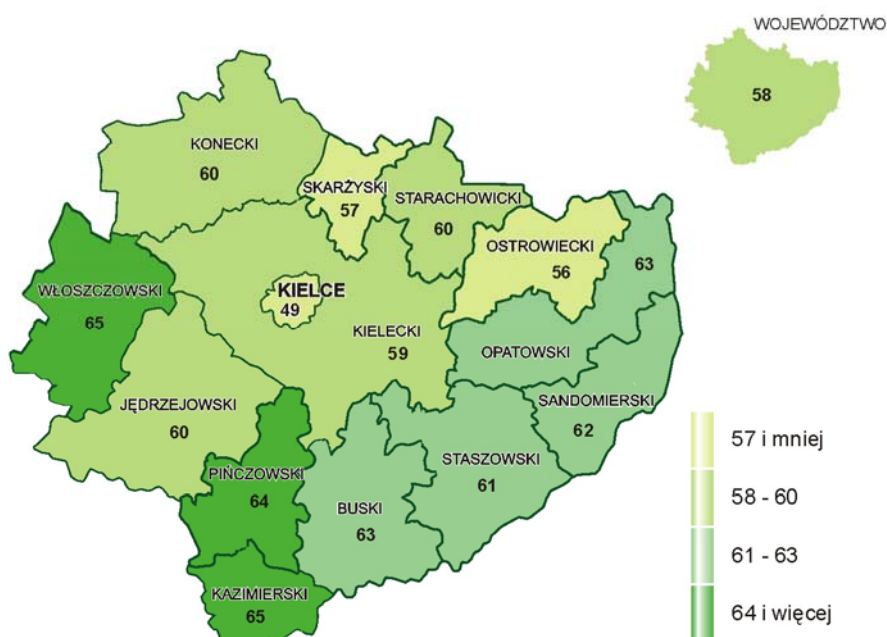 WOJEWÓDZTWO
58
KONECKI
60
SKARŻYSKI
57
STARACHOWICKI
60
OSTROWIECKI
56
63
WŁOSZCZOWSKI
65
KIELCE
49
KIELECKI
59
OPATOWSKI
JĘDRZEJOWSKI
60
SANDOMIERSKI
62
PIŃCZOWSKI
64
STASZOWSKI
61
BUSKI
63
KAZIMIERSKI
65
57 i mniej
58 - 60
61 - 63
64 i więcej